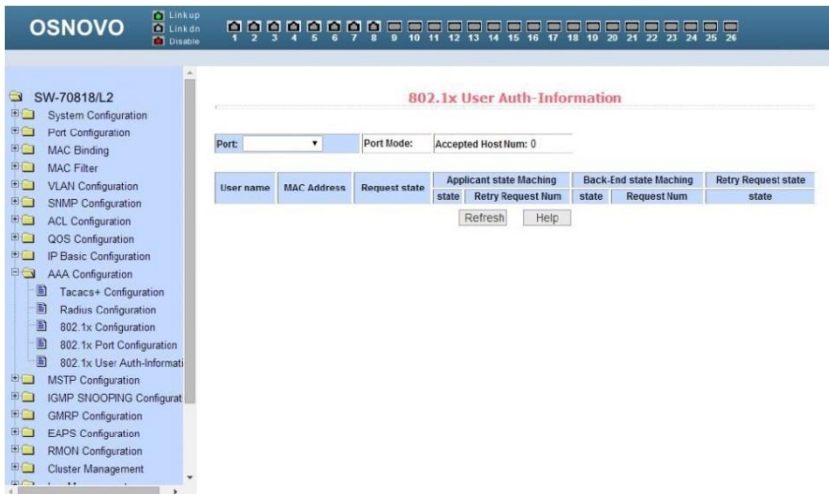 OSNOVO
Linkup
Linkdn
Disable
1 2 3 4 5 6 7 8 9 10 11 12 13 14 15 16 17 18 19 20 21 22 23 24 25 26
SW-70818/L2
System Configuration
Port Configuration
MAC Binding
MAC Filter
VLAN Configuration
SNMP Configuration
ACL Configuration
QOS Configuration
IP Basic Configuration
AAA Configuration
Tacacs+ Configuration
Radius Configuration
802.1x Configuration
802.1x Port Configuration
802.1x User Auth-Informati
MSTP Configuration
IGMP SNOOPING Configurat
GMRP Configuration
EAPS Configuration
RMON Configuration
Cluster Management
802.1x User Auth-Information
Port: Port Mode: Accepted Host Num: 0
User name MAC Address Request state Applicant state Maching Back-End state Maching Retry Request state
state Retry Request Num state Request Num state
Refresh Help